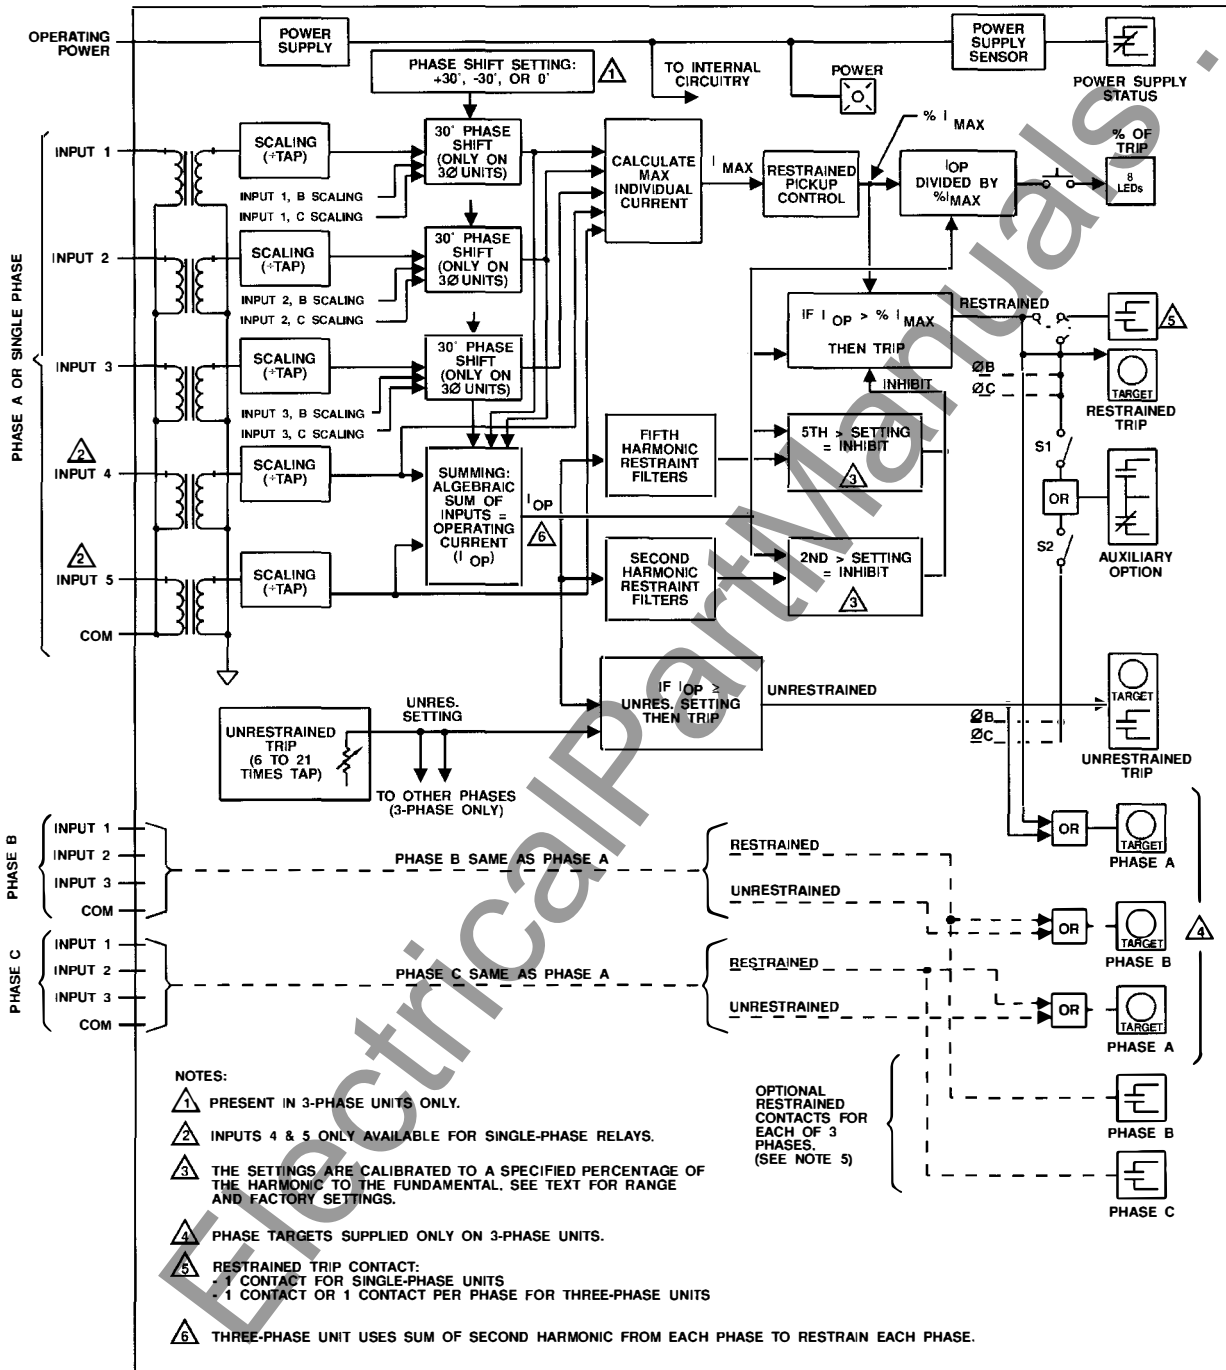 OPERATING
POWER
POWER
SUPPLY
POWER
SUPPLY
SENSOR
POWER SUPPLY
STATUS
PHASE SHIFT SETTING:
+30°, -30°, OR 0°
1
TO INTERNAL
CIRCUITRY
POWER
PHASE A OR SINGLE PHASE
INPUT 1
SCALING
(÷TAP)
INPUT 1, B SCALING
INPUT 1, C SCALING
30° PHASE
SHIFT
(ONLY ON
3Ø UNITS)
CALCULATE
MAX
INDIVIDUAL
CURRENT
I MAX
RESTRAINED
PICKUP
CONTROL
% I MAX
IOP
DIVIDED BY
%IMAX
% OF
TRIP
8
LEDs
INPUT 2
SCALING
(÷TAP)
INPUT 2, B SCALING
INPUT 2, C SCALING
30° PHASE
SHIFT
(ONLY ON
3Ø UNITS)
INPUT 3
SCALING
(÷TAP)
INPUT 3, B SCALING
INPUT 3, C SCALING
30° PHASE
SHIFT
(ONLY ON
3Ø UNITS)
IF I OP > % I MAX
THEN TRIP
RESTRAINED
INHIBIT
5
ØB
ØC
TARGET
RESTRAINED
TRIP
2
INPUT 4
SCALING
(÷TAP)
SUMMING:
ALGEBRAIC
SUM OF
INPUTS =
OPERATING
CURRENT
(I OP)
I OP
6
FIFTH
HARMONIC
RESTRAINT
FILTERS
5TH > SETTING
= INHIBIT
3
S1
OR
S2
AUXILIARY
OPTION
2
INPUT 5
SCALING
(÷TAP)
SECOND
HARMONIC
RESTRAINT
FILTERS
2ND > SETTING
= INHIBIT
3
COM
UNRESTRAINED
TRIP
(6 TO 21
TIMES TAP)
UNRES.
SETTING
TO OTHER PHASES
(3-PHASE ONLY)
IF IOP ≥
UNRES. SETTING
THEN TRIP
UNRESTRAINED
ØB
ØC
TARGET
UNRESTRAINED
TRIP
PHASE B
INPUT 1
INPUT 2
INPUT 3
COM
PHASE B SAME AS PHASE A
RESTRAINED
UNRESTRAINED
OR
TARGET
PHASE A
OR
TARGET
PHASE B
4
PHASE C
INPUT 1
INPUT 2
INPUT 3
COM
PHASE C SAME AS PHASE A
RESTRAINED
UNRESTRAINED
OR
TARGET
PHASE A
OPTIONAL
RESTRAINED
CONTACTS FOR
EACH OF 3
PHASES.
(SEE NOTE 5)
PHASE B
PHASE C
NOTES:
1 PRESENT IN 3-PHASE UNITS ONLY.
2 INPUTS 4 & 5 ONLY AVAILABLE FOR SINGLE-PHASE RELAYS.
3 THE SETTINGS ARE CALIBRATED TO A SPECIFIED PERCENTAGE OF
THE HARMONIC TO THE FUNDAMENTAL. SEE TEXT FOR RANGE
AND FACTORY SETTINGS.
4 PHASE TARGETS SUPPLIED ONLY ON 3-PHASE UNITS.
5 RESTRAINED TRIP CONTACT:
- 1 CONTACT FOR SINGLE-PHASE UNITS
- 1 CONTACT OR 1 CONTACT PER PHASE FOR THREE-PHASE UNITS
6 THREE-PHASE UNIT USES SUM OF SECOND HARMONIC FROM EACH PHASE TO RESTRAIN EACH PHASE.
ElectricalPartManuals.